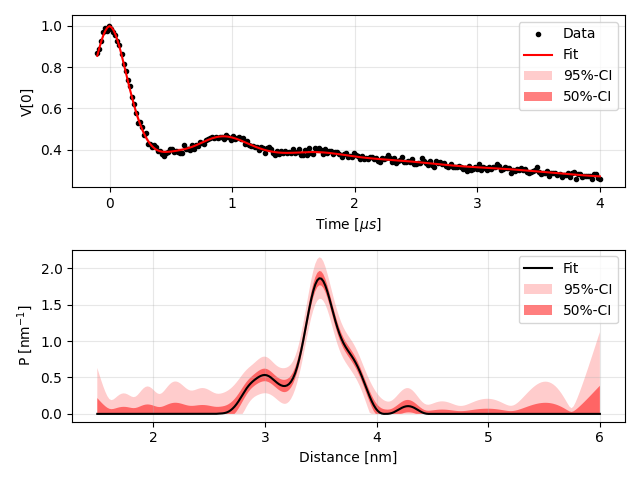 1.0
0.8
0.6
0.4
V[0]
Data
Fit
95%-CI
50%-CI
0 1 2 3 4
Time [μs]
2.0
1.5
1.0
0.5
0.0
P [nm⁻¹]
Fit
95%-CI
50%-CI
2 3 4 5 6
Distance [nm]